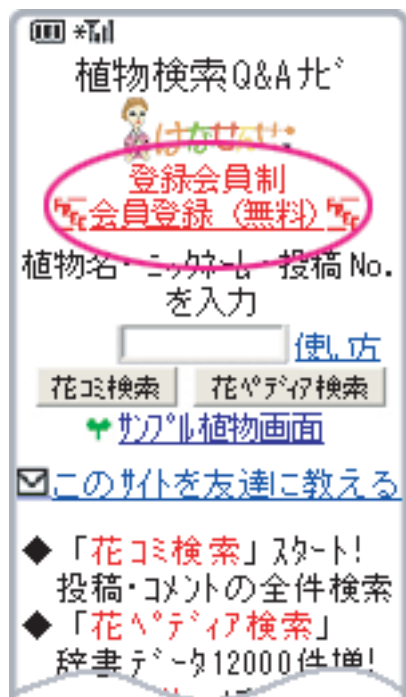 植物検索Q&Aﾅﾋﾞ
はなせんせ
登録会員制
FREE会員登録（無料）FREE
植物名・ﾆｯｸﾈｰﾑ・投稿No.
を入力
使い方
花ｺﾐ検索 花ﾍﾟﾃﾞｨｱ検索
ｻﾝﾌﾟﾙ植物画面
このｻｲﾄを友達に教える
◆「花ｺﾐ検索」ｽﾀｰﾄ!
投稿・ｺﾒﾝﾄの全件検索
◆「花ﾍﾟﾃﾞｨｱ検索」
辞書ﾃﾞｰﾀ12000件増!